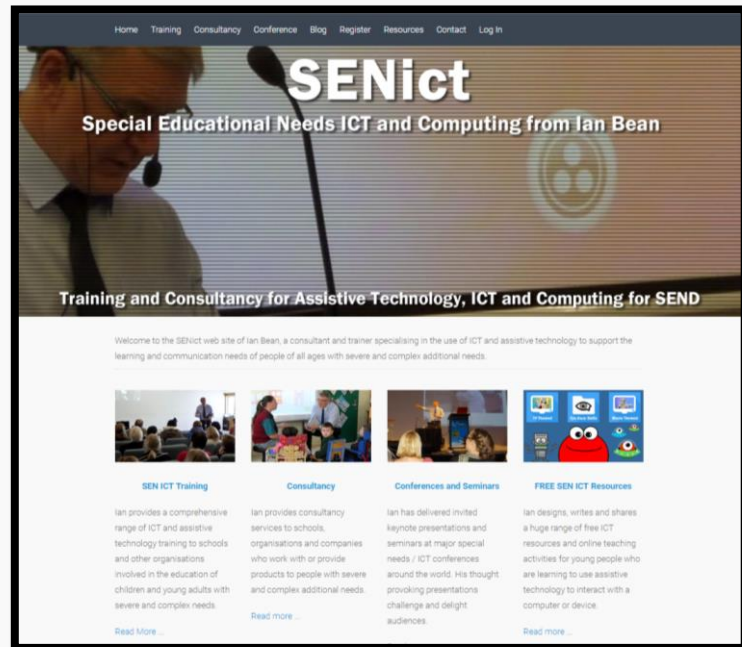 Home Training Consultancy Conference Blog Register Resources Contact Log In
SENict
Special Educational Needs ICT and Computing from Ian Bean
Training and Consultancy for Assistive Technology, ICT and Computing for SEND
Welcome to the SENict web site of Ian Bean, a consultant and trainer specialising in the use of ICT and assistive technology to support the
learning and communication needs of people of all ages with severe and complex additional needs.
SEN ICT Training
Ian provides a comprehensive
range of ICT and assistive
technology training to schools
and other organisations
involved in the education of
children and young adults with
severe and complex needs.
Read More ...
Consultancy
Ian provides consultancy
services to schools,
organisations and companies
who work with or provide
products to people with severe
and complex additional needs.
Read more ...
Conferences and Seminars
Ian has delivered invited
keynote presentations and
seminars at major special
needs / ICT conferences
around the world. His thought
provoking presentations
challenge and delight
audiences.
FREE SEN ICT Resources
Ian designs, writes and shares
a huge range of free ICT
resources and online teaching
activities for young people who
are learning to use assistive
technology to interact with a
computer or device.
Read more ...